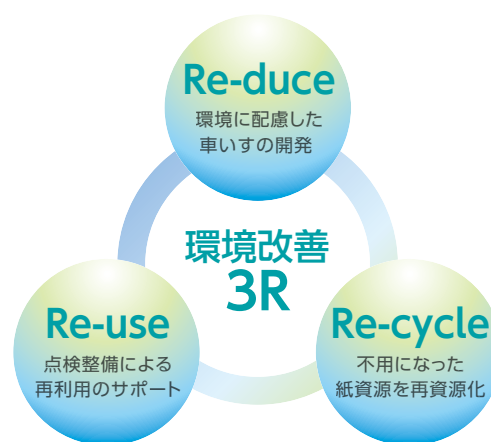 Re-duce
環境に配慮した
車いすの開発
環境改善
3R
Re-use
点検整備による
再利用のサポート
Re-cycle
不用になった
紙資源を再資源化